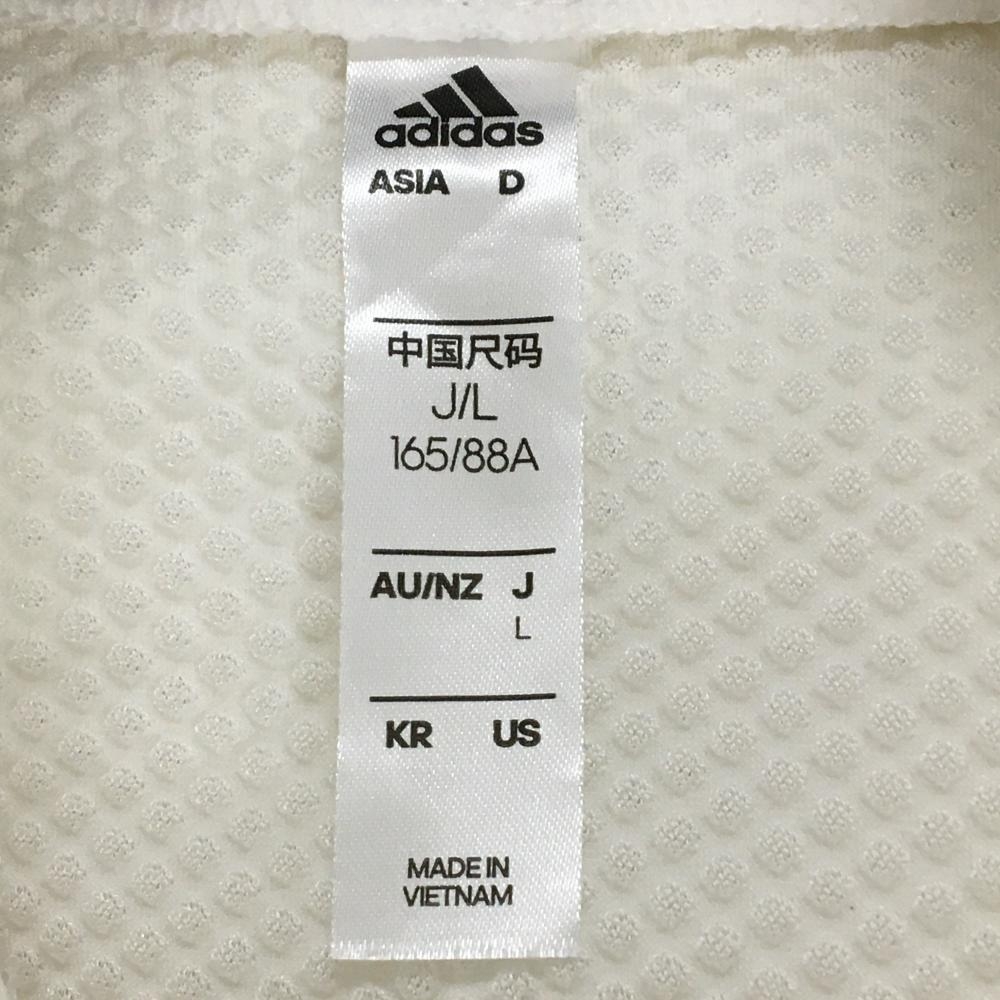 adidas
ASIA D
中国尺码
J/L
165/88A
AU/NZ J
L
KR US
MADE IN
VIETNAM